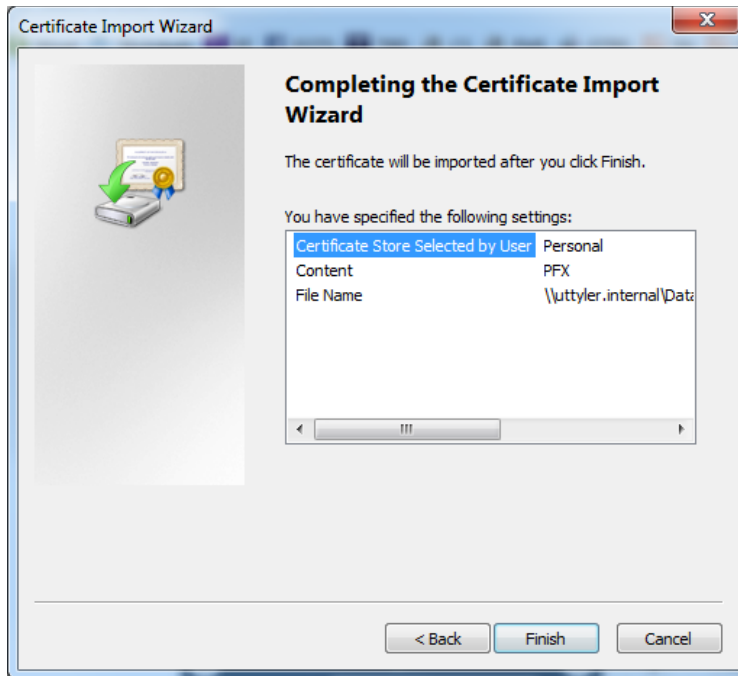 Certificate Import Wizard
Completing the Certificate Import
Wizard
The certificate will be imported after you click Finish.
You have specified the following settings:
Certificate Store Selected by User Personal
Content PFX
File Name \\uttyler.internal\Data
< Back Finish Cancel